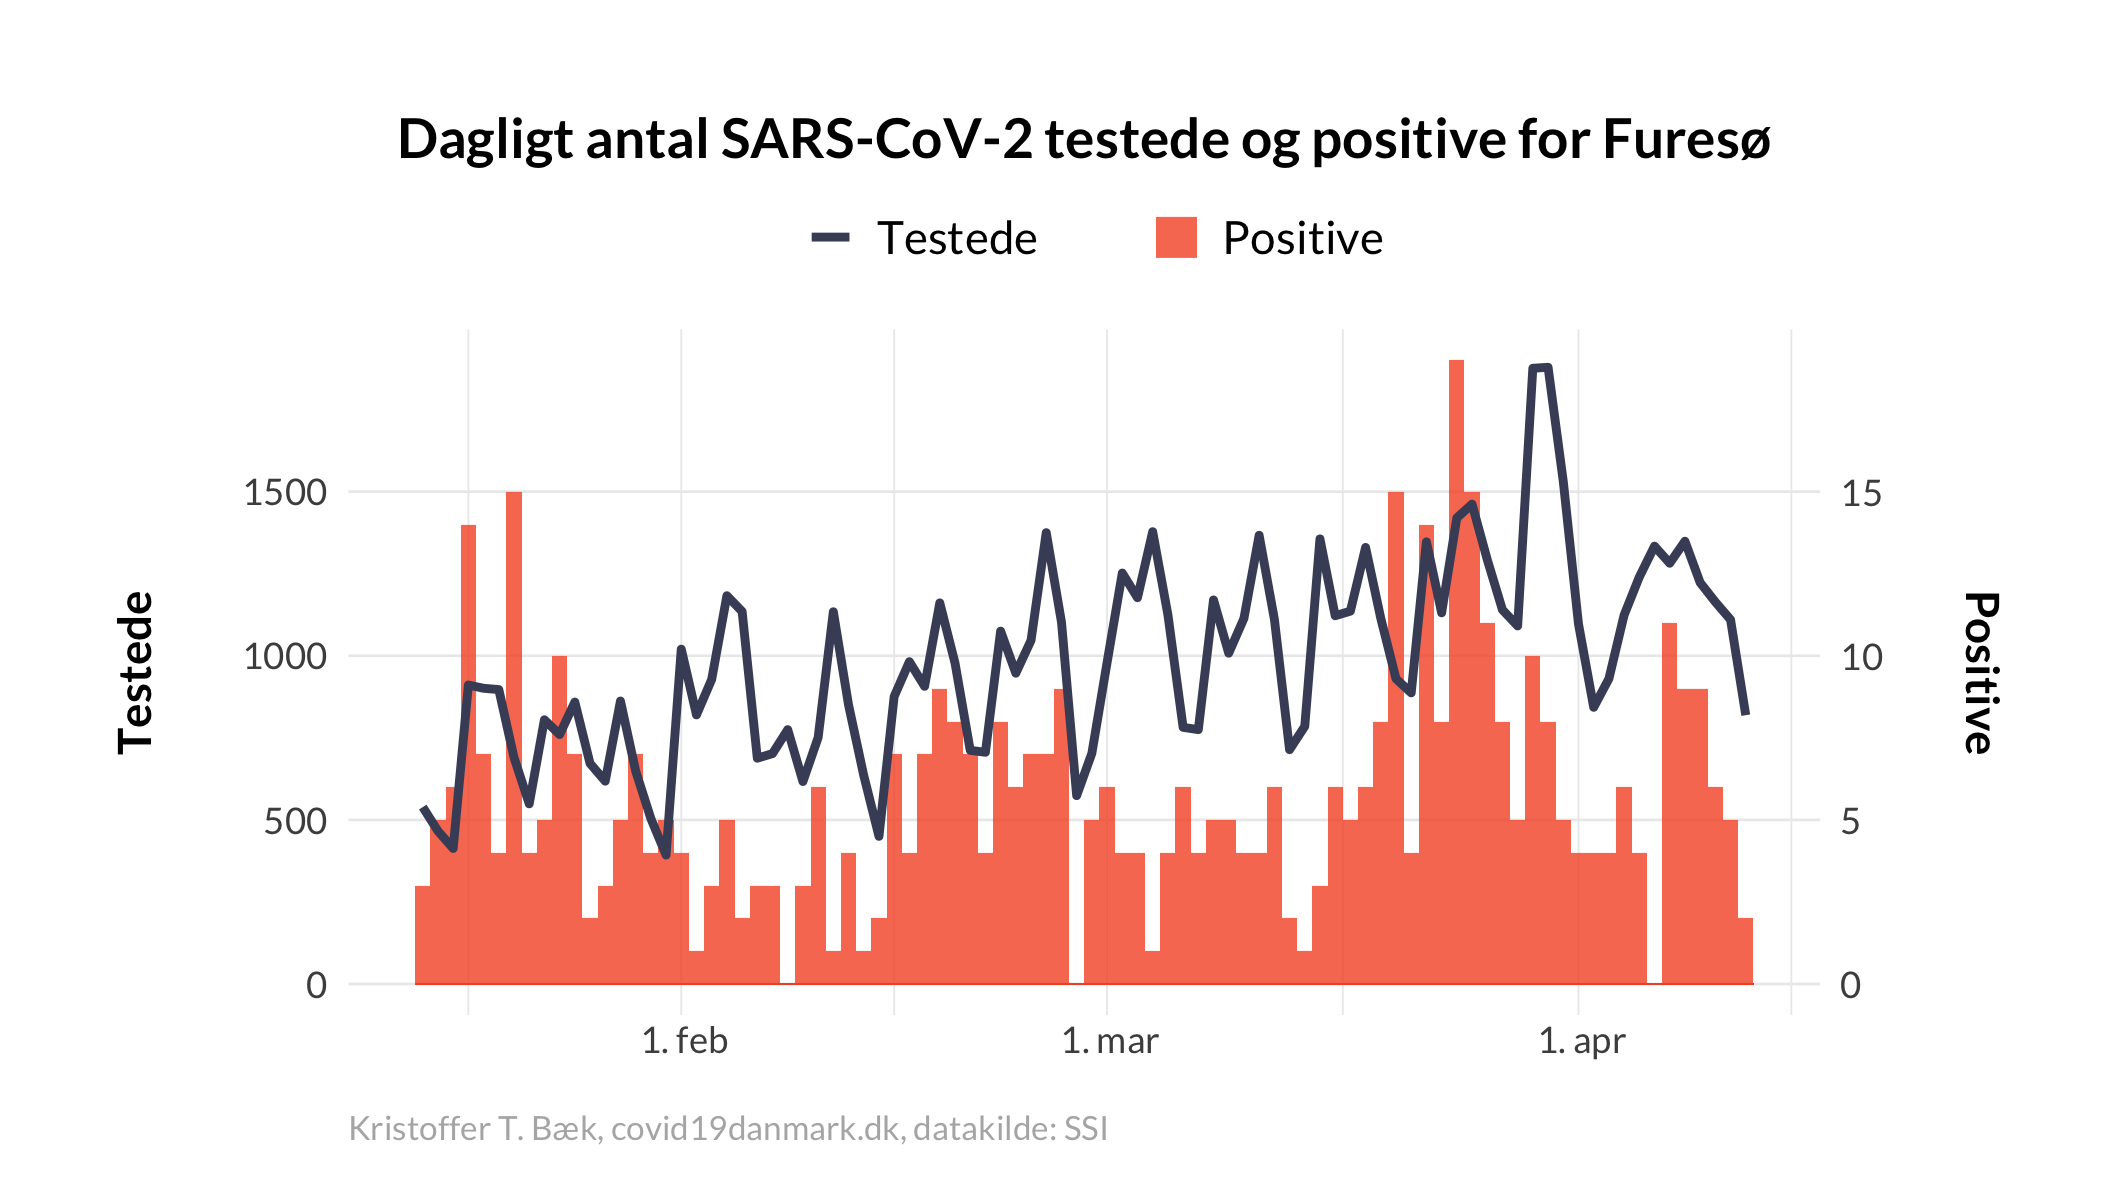 Dagligt antal SARS-CoV-2 testede og positive for Furesø
Testede
Positive
Testede
1500
1000
500
0
15
10
5
0
Positive
1. feb
1. mar
1. apr
Kristoffer T. Bæk, covid19danmark.dk, datakilde: SSI